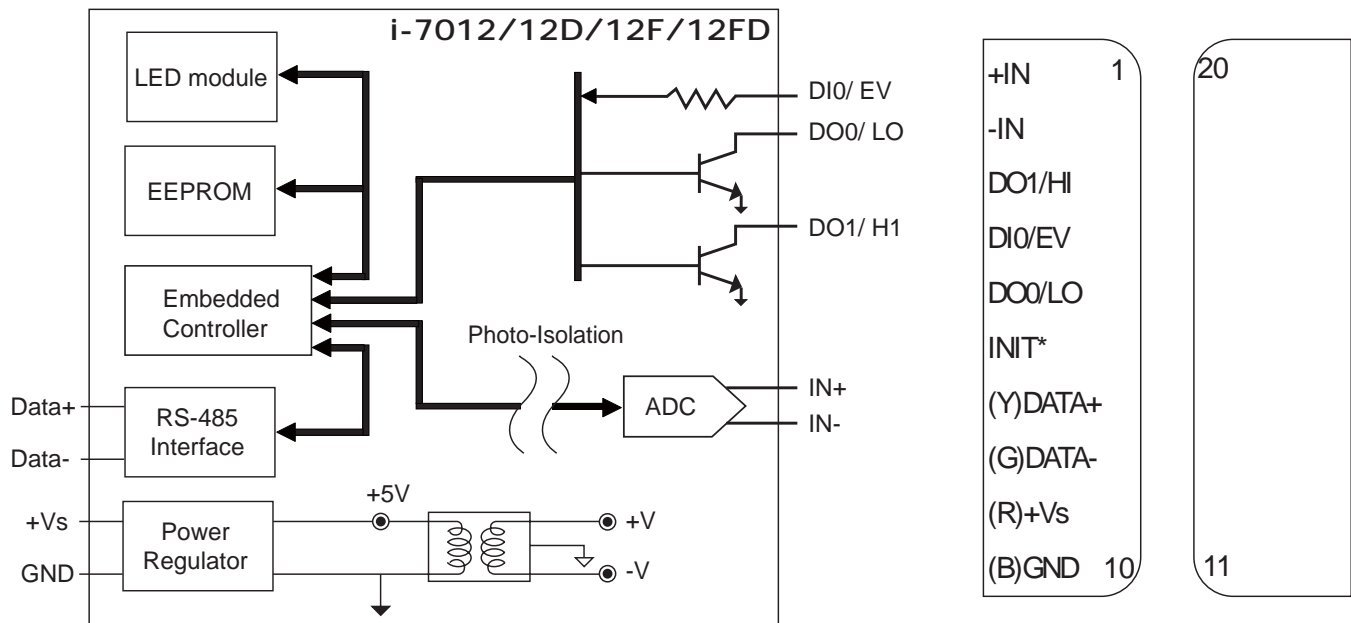 i-7012/12D/12F/12FD
LED module
EEPROM
Embedded
Controller
RS-485
Interface
Power
Regulator
Data+
Data-
+Vs
GND
+5V
+V
-V
Photo-Isolation
ADC
DI0/ EV
DO0/ LO
DO1/ H1
IN+
IN-
+IN 1
-IN
DO1/HI
DI0/EV
DO0/LO
INIT*
(Y)DATA+
(G)DATA-
(R)+Vs
(B)GND 10
20
11